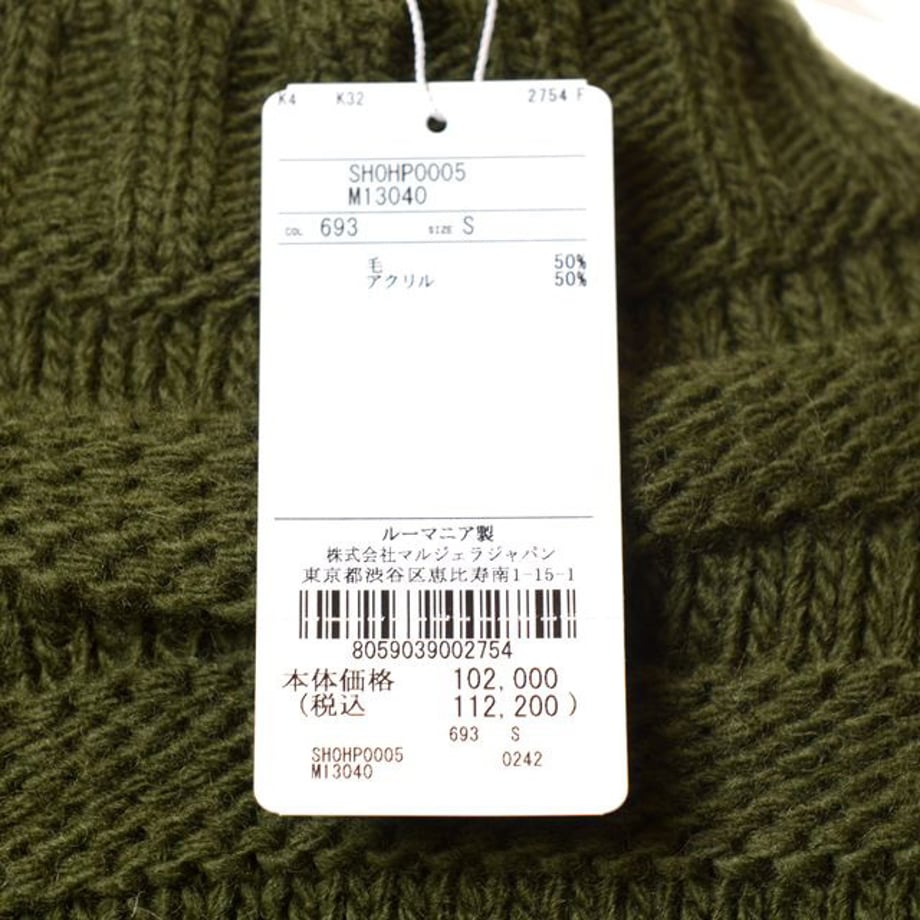 K4 K32 2754 F
SH0HP0005
M13040
COL 693 SIZE S
毛 50%
アクリル 50%
ルーマニア製
株式会社マルジェラジャパン
東京都渋谷区恵比寿南1-15-1
8059039002754
本体価格 102,000
(税込 112,200)
693 S
SH0HP0005 0242
M13040